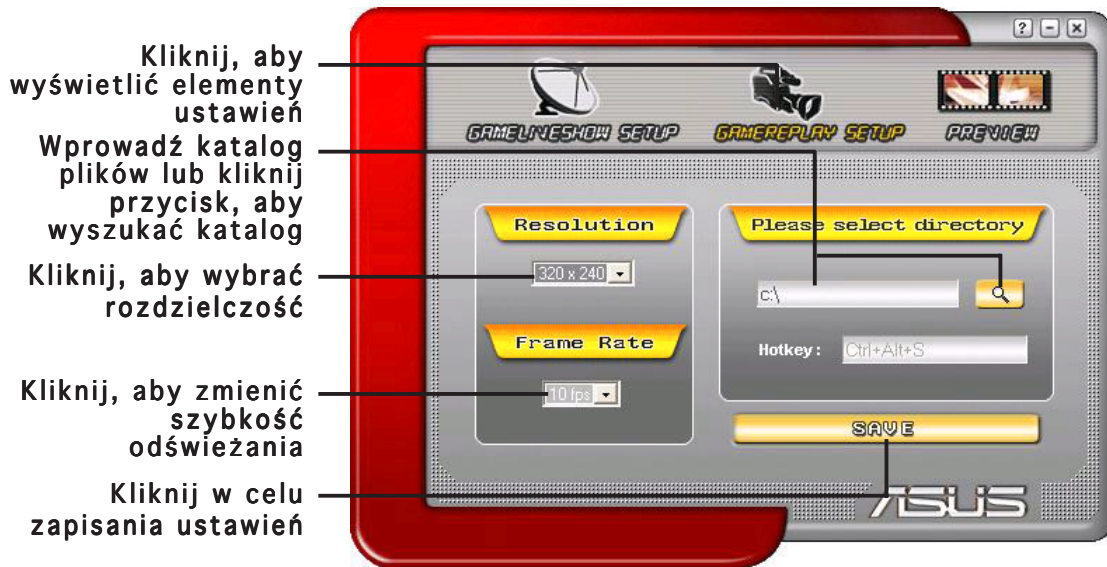 Kliknij, aby
wyświetlić elementy
ustawień
Wprowadź katalog
plików lub kliknij
przycisk, aby
wyszukać katalog
Kliknij, aby wybrać
rozdzielczość
Kliknij, aby zmienić
szybkość
odświeżania
Kliknij w celu
zapisania ustawień
GAMELIVESHOW SETUP
GAMEREPLAY SETUP
PREVIEW
Resolution
320 x 240
Frame Rate
10 fps
Please select directory
c:\
Hotkey :
Ctrl+Alt+S
SAVE
ASUS